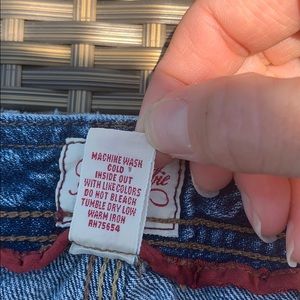 MACHINE WASH
COLD
INSIDE OUT
WITH LIKE COLORS
DO NOT BLEACH
TUMBLE DRY LOW
WARM IRON
RN75654